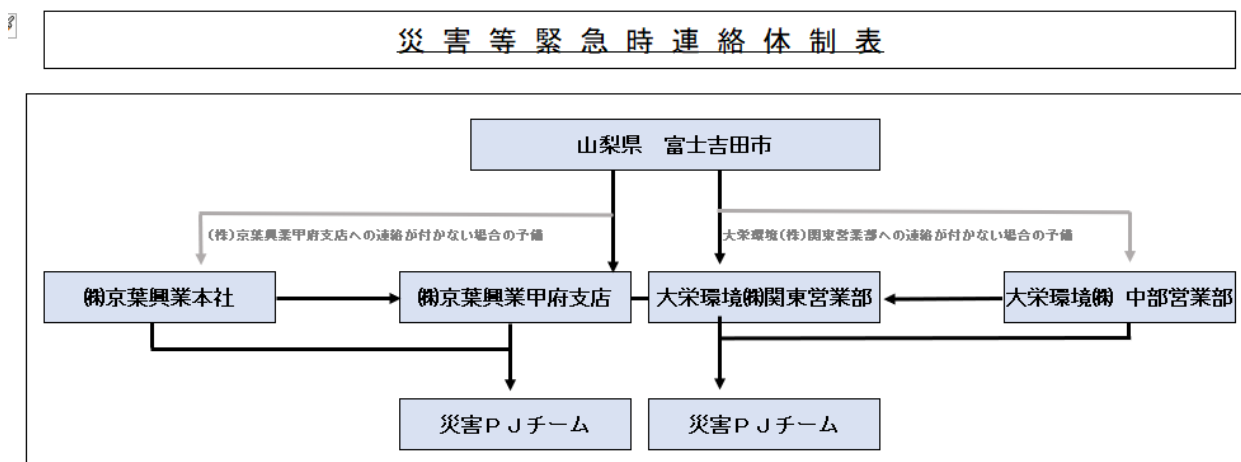 災害等緊急時連絡体制表
山梨県　富士吉田市
(株)京葉興業甲府支店への連絡が付かない場合の予備
大栄環境(株)関東営業部への連絡が付かない場合の予備
㈱京葉興業本社
㈱京葉興業甲府支店
大栄環境㈱関東営業部
大栄環境㈱ 中部営業部
災害ＰＪチーム
災害ＰＪチーム